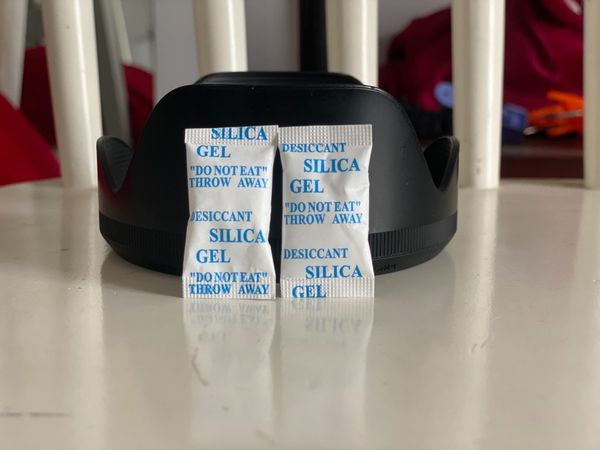 SILICA
GEL
"DO NOT EAT"
THROW AWAY
DESICCANT
SILICA
GEL
"DO NOT EAT"
THROW AWAY
DESICCANT
SILICA
GEL
"DO NOT EAT"
THROW AWAY
DESICCANT
SILICA
GEL